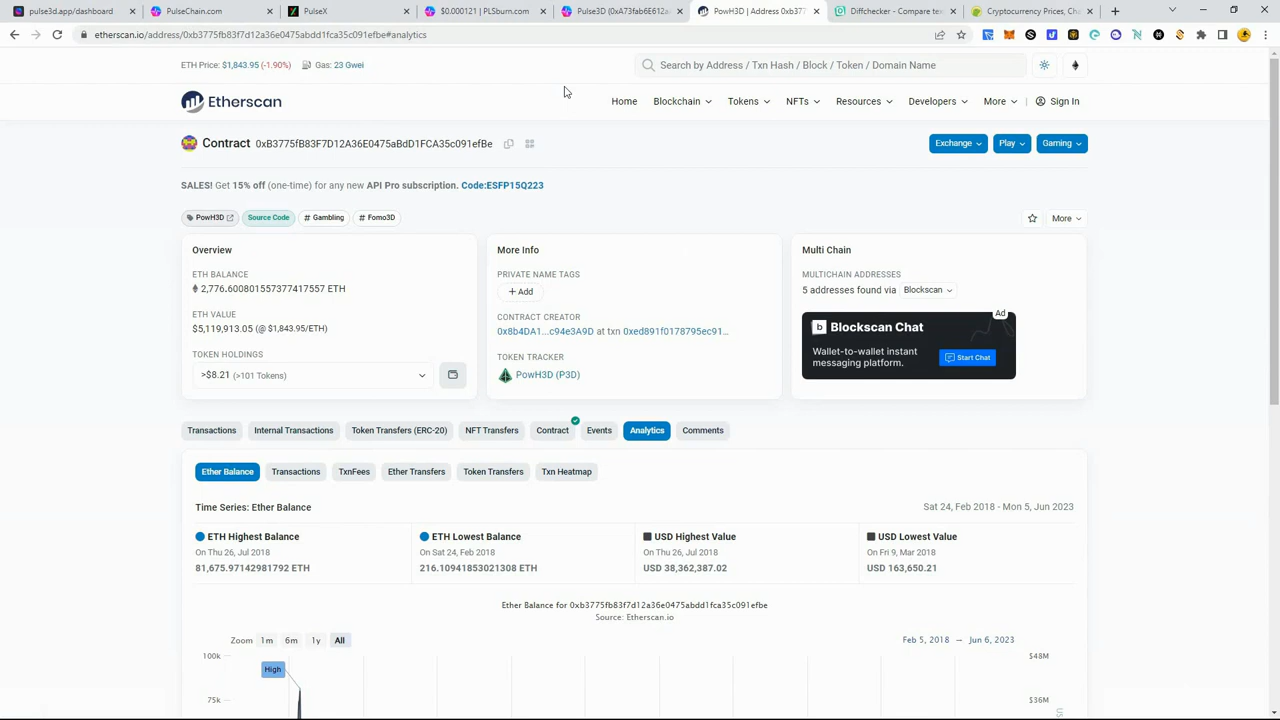 pulse3d.app/dashboard
PulseChain.com
PulseX
$0.000121 | PLSburn.com
Pulse3D (0xA73fab6E612a
PowH3D | Address 0xb377
Diffchecker - Compare te
Cryptocurrency Prices, Cha
etherscan.io/address/0xb3775fb83f7d12a36e0475abdd1fca35c091efbe#analytics
ETH Price: $1,843.95 (-1.90%) Gas: 23 Gwei
Search by Address / Txn Hash / Block / Token / Domain Name
Etherscan
Home Blockchain Tokens NFTs Resources Developers More | Sign In
Contract 0xB3775fB83F7D12A36E0475aBdD1FCA35c091efBe
Exchange Play Gaming
SALES! Get 15% off (one-time) for any new API Pro subscription. Code:ESFP15Q223
PowH3D Source Code # Gambling # Fomo3D
More
Overview
ETH BALANCE
2,776.600801557377417557 ETH
ETH VALUE
$5,119,913.05 (@ $1,843.95/ETH)
TOKEN HOLDINGS
>$8.21 (>101 Tokens)
More Info
PRIVATE NAME TAGS
+ Add
CONTRACT CREATOR
0x8b4DA1...c94e3A9D at txn 0xed891f0178795ec91...
TOKEN TRACKER
PowH3D (P3D)
Multi Chain
MULTICHAIN ADDRESSES
5 addresses found via Blockscan
Ad
b Blockscan Chat
Wallet-to-wallet instant
messaging platform.
Start Chat
Transactions Internal Transactions Token Transfers (ERC-20) NFT Transfers Contract Events Analytics Comments
Ether Balance Transactions TxnFees Ether Transfers Token Transfers Txn Heatmap
Time Series: Ether Balance
Sat 24, Feb 2018 - Mon 5, Jun 2023
ETH Highest Balance
On Thu 26, Jul 2018
81,675.97142981792 ETH
ETH Lowest Balance
On Sat 24, Feb 2018
216.10941853021308 ETH
USD Highest Value
On Thu 26, Jul 2018
USD 38,362,387.02
USD Lowest Value
On Fri 9, Mar 2018
USD 163,650.21
Ether Balance for 0xb3775fb83f7d12a36e0475abdd1fca35c091efbe
Source: Etherscan.io
Zoom 1m 6m 1y All
Feb 5, 2018 → Jun 6, 2023
100k
$48M
High
75k
$36M